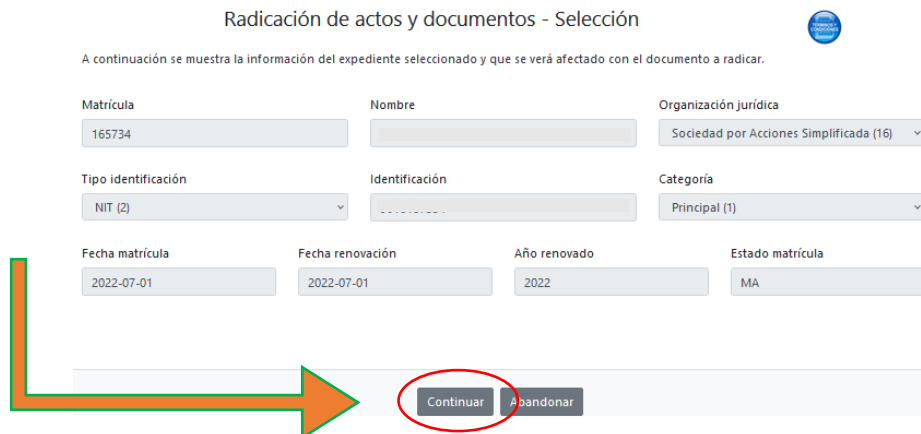 Radicación de actos y documentos - Selección
TÉRMINOS Y
CONDICIONES
A continuación se muestra la información del expediente seleccionado y que se verá afectado con el documento a radicar.
Matrícula Nombre Organización jurídica
165734 Sociedad por Acciones Simplificada (16)
Tipo identificación Identificación Categoría
NIT (2) Principal (1)
Fecha matrícula Fecha renovación Año renovado Estado matrícula
2022-07-01 2022-07-01 2022 MA
Continuar Abandonar